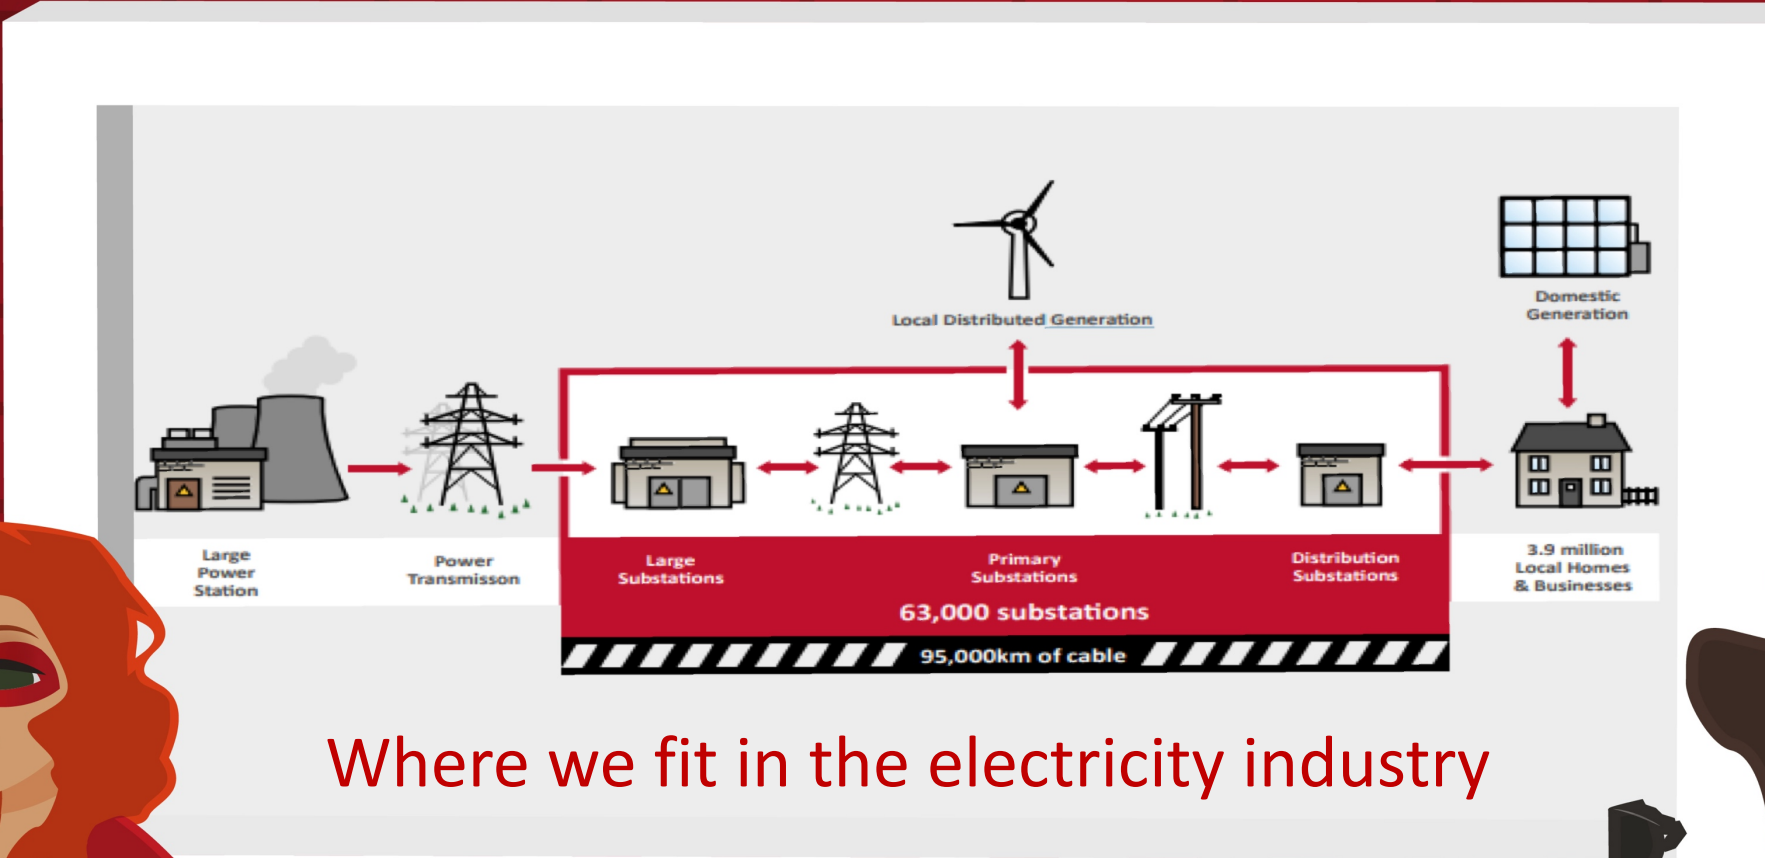 Local Distributed Generation
Domestic
Generation
Large
Power
Station
Power
Transmisson
Large
Substations
Primary
Substations
Distribution
Substations
3.9 million
Local Homes
& Businesses
63,000 substations
95,000km of cable
Where we fit in the electricity industry